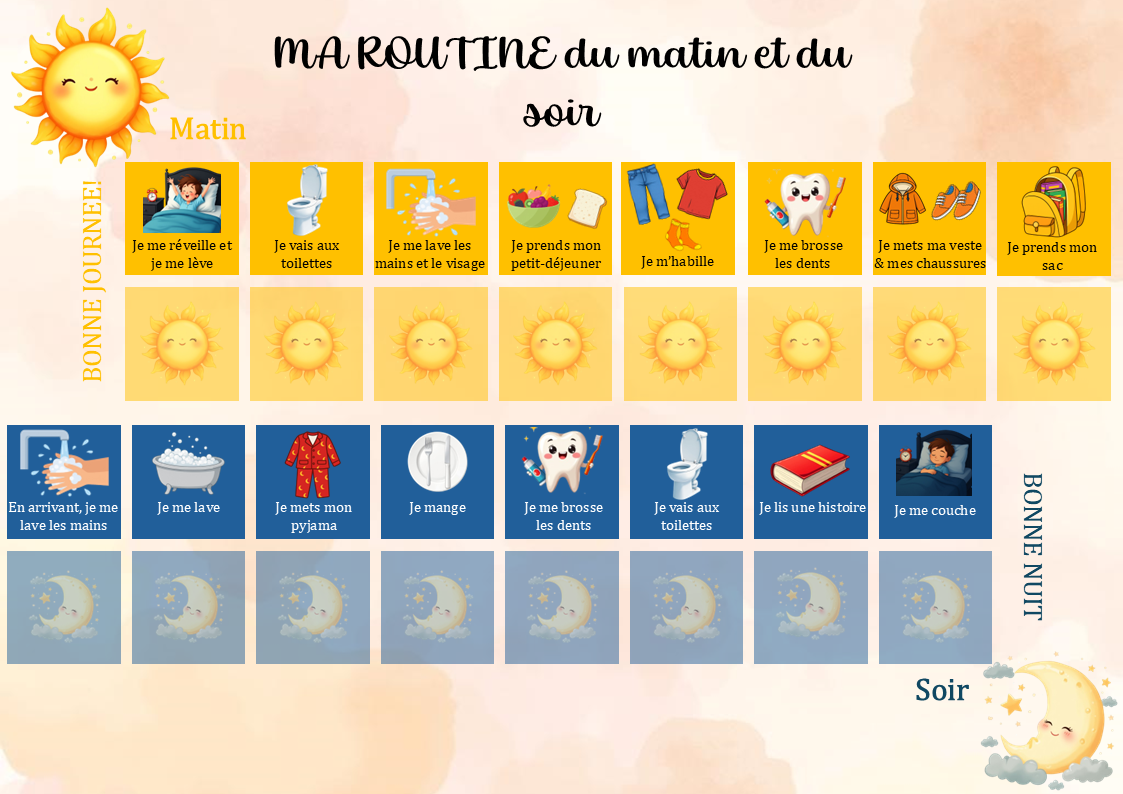 MA ROUTINE du matin et du
soir
Matin
BONNE JOURNEE!
Je me réveille et
je me lève
Je vais aux
toilettes
Je me lave les
mains et le visage
Je prends mon
petit-déjeuner
Je m'habille
Je me brosse
les dents
Je mets ma veste
& mes chaussures
Je prends mon
sac
En arrivant, je me
lave les mains
Je me lave
Je mets mon
pyjama
Je mange
Je me brosse
les dents
Je vais aux
toilettes
Je lis une histoire
Je me couche
BONNE NUIT
Soir